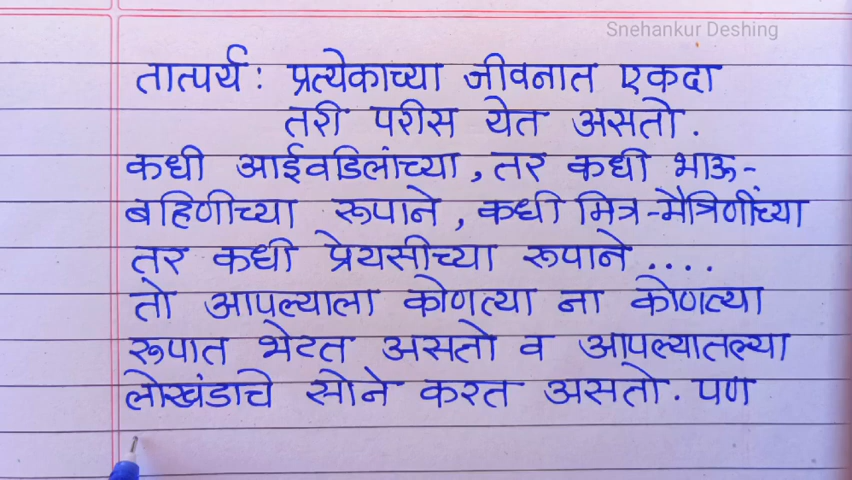 Snehankur Deshing
तात्पर्य: प्रत्येकाच्या जीवनात एकदा
तरी परीस येत असतो.
कधी आईवडिलांच्या, तर कधी भाऊ-
बहिणीच्या रूपाने, कधी मित्र-मैत्रिणींच्या
तर कधी प्रेयसीच्या रूपाने....
तो आपल्याला कोणत्या ना कोणत्या
रूपात भेटत असतो व आपल्यातल्या
लोखंडाचे सोने करत असतो. पण